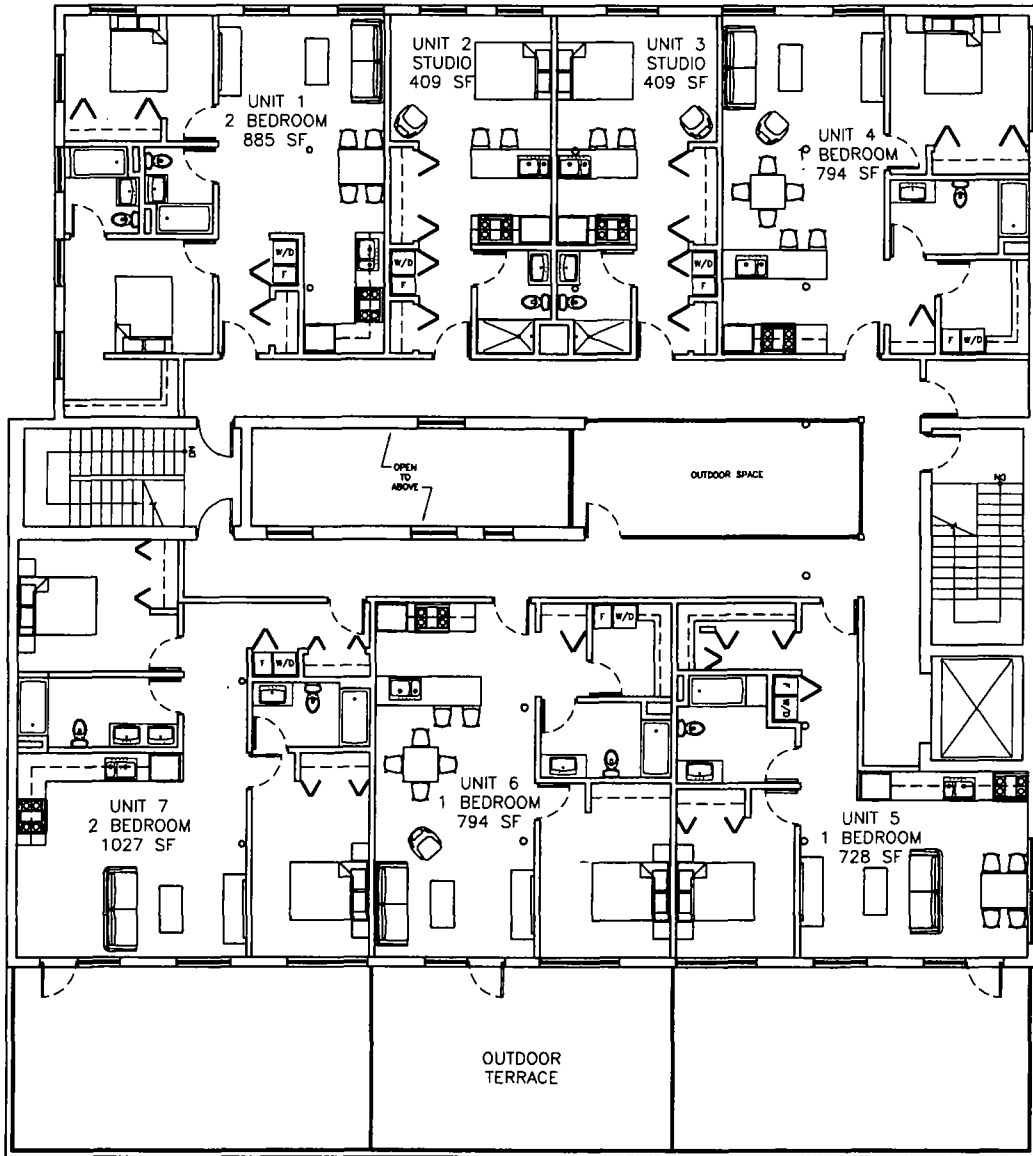 UNIT 1
2 BEDROOM
885 SF
UNIT 2
STUDIO
409 SF
UNIT 3
STUDIO
409 SF
UNIT 4
1 BEDROOM
794 SF
W/D
F
W/D
F
W/D
F
F W/D
DN
OPEN
TO
ABOVE
OUTDOOR SPACE
DN
F W/D
F W/D
F
W/D
UNIT 7
2 BEDROOM
1027 SF
UNIT 6
1 BEDROOM
794 SF
UNIT 5
1 BEDROOM
728 SF
OUTDOOR
TERRACE